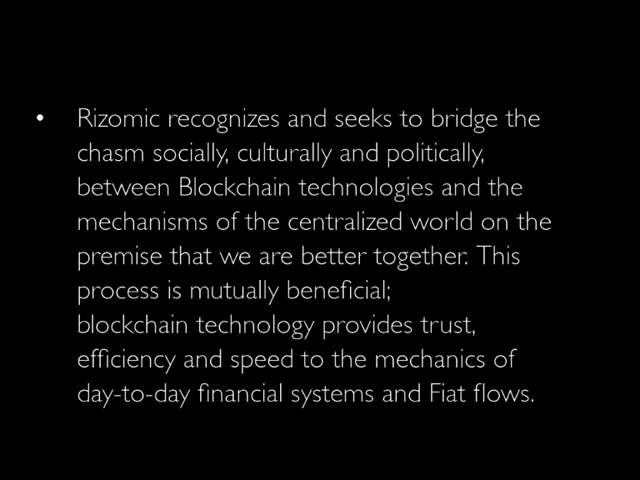 • Rizomic recognizes and seeks to bridge the
chasm socially, culturally and politically,
between Blockchain technologies and the
mechanisms of the centralized world on the
premise that we are better together. This
process is mutually beneficial;
blockchain technology provides trust,
efficiency and speed to the mechanics of
day-to-day financial systems and Fiat flows.